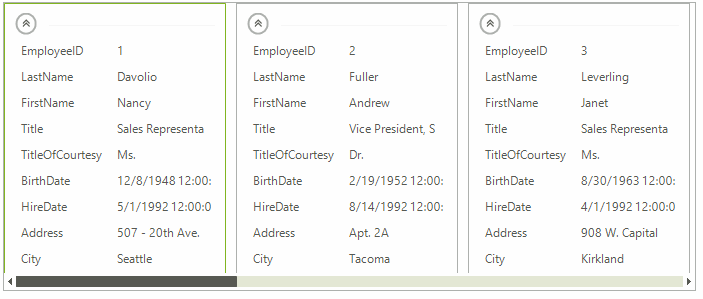 EmployeeID 1
LastName Davolio
FirstName Nancy
Title Sales Representa
TitleOfCourtesy Ms.
BirthDate 12/8/1948 12:00:
HireDate 5/1/1992 12:00:0
Address 507 - 20th Ave.
City Seattle
EmployeeID 2
LastName Fuller
FirstName Andrew
Title Vice President, S
TitleOfCourtesy Dr.
BirthDate 2/19/1952 12:00:
HireDate 8/14/1992 12:00:
Address Apt. 2A
City Tacoma
EmployeeID 3
LastName Leverling
FirstName Janet
Title Sales Representa
TitleOfCourtesy Ms.
BirthDate 8/30/1963 12:00:
HireDate 4/1/1992 12:00:0
Address 908 W. Capital
City Kirkland